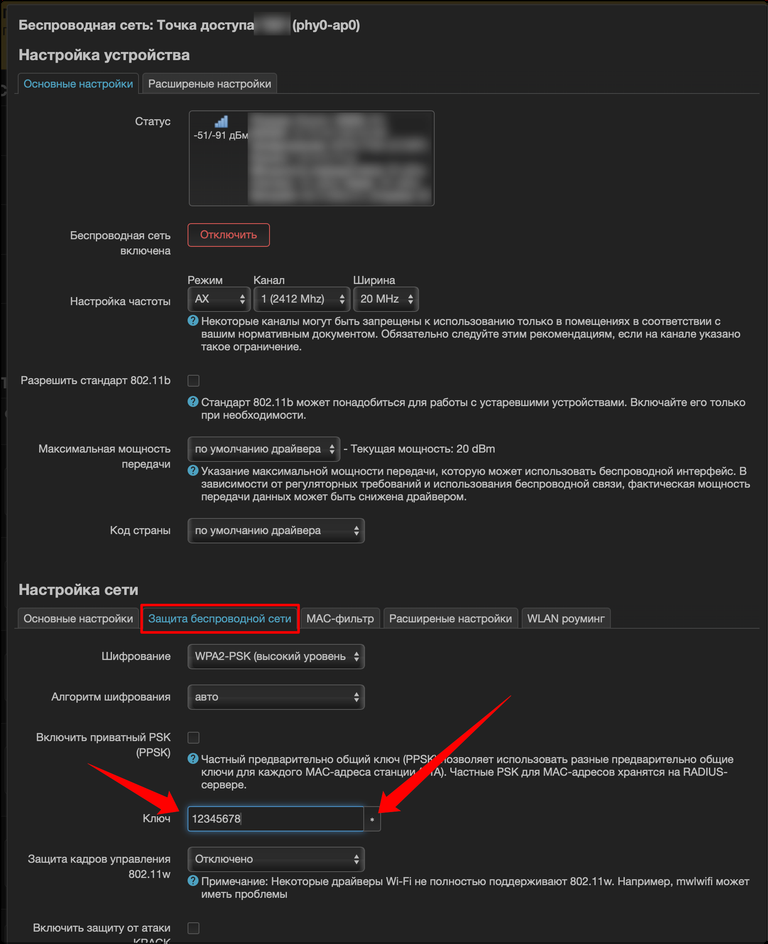 Беспроводная сеть: Точка доступа (phy0-ap0)
Настройка устройства
Основные настройки Расширеные настройки
Статус
-51/-91 дБм
Беспроводная сеть включена
Отключить
Режим Канал Ширина
Настройка частоты AX 1 (2412 Mhz) 20 MHz
Некоторые каналы могут быть запрещены к использованию только в помещениях в соответствии с
вашим нормативным документом. Обязательно следуйте этим рекомендациям, если на канале указано
такое ограничение.
Разрешить стандарт 802.11b
Стандарт 802.11b может понадобиться для работы с устаревшими устройствами. Включайте его только
при необходимости.
Максимальная мощность передачи
по умолчанию драйвера - Текущая мощность: 20 dBm
Указание максимальной мощности передачи, которую может использовать беспроводной интерфейс. В
зависимости от регуляторных требований и использования беспроводной связи, фактическая мощность
передачи данных может быть снижена драйвером.
Код страны по умолчанию драйвера
Настройка сети
Основные настройки Защита беспроводной сети MAC-фильтр Расширеные настройки WLAN роуминг
Шифрование WPA2-PSK (высокий уровень
Алгоритм шифрования авто
Включить приватный PSK
(PPSK)
Частный предварительно общий ключ (PPSK) позволяет использовать разные предварительно общие
ключи для каждого MAC-адреса станции Частные PSK для MAC-адресов хранятся на RADIUS-
сервере.
Ключ 12345678 *
Защита кадров управления
802.11w
Отключено
Примечание: Некоторые драйверы Wi-Fi не полностью поддерживают 802.11w. Например, mwlwifi может
иметь проблемы
Включить защиту от атаки
KRACK